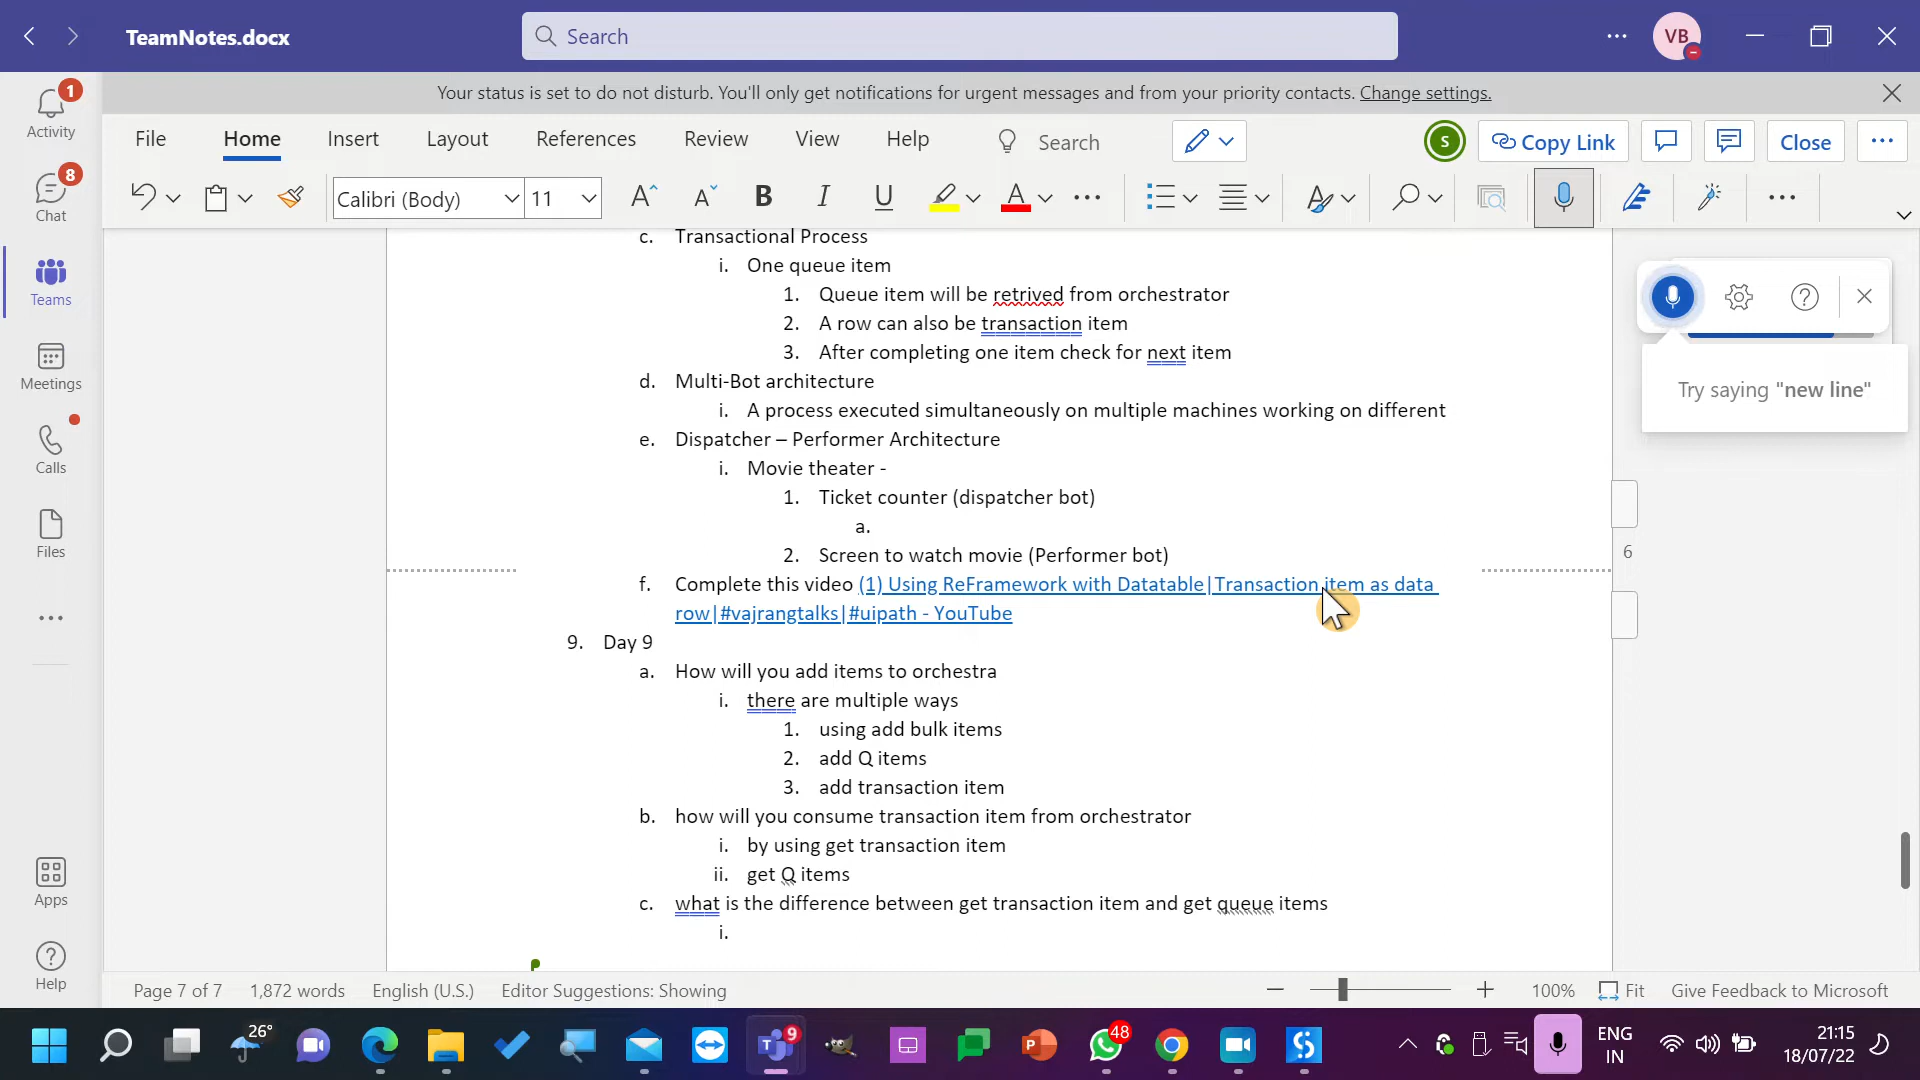 TeamNotes.docx
Search
VB
Your status is set to do not disturb. You'll only get notifications for urgent messages and from your priority contacts. Change settings.
1
Activity
8
Chat
Teams
Meetings
Calls
Files
Apps
Help
File
Home
Insert
Layout
References
Review
View
Help
Search
S
Copy Link
Close
Calibri (Body)
11
A
A
B
I
U
A
c. Transactional Process
i. One queue item
1. Queue item will be retrived from orchestrator
2. A row can also be transaction item
3. After completing one item check for next item
d. Multi-Bot architecture
i. A process executed simultaneously on multiple machines working on different
e. Dispatcher – Performer Architecture
i. Movie theater -
1. Ticket counter (dispatcher bot)
a.
2. Screen to watch movie (Performer bot)
f. Complete this video (1) Using ReFramework with Datatable|Transaction item as data
row|#vajrangtalks|#uipath - YouTube
9. Day 9
a. How will you add items to orchestra
i. there are multiple ways
1. using add bulk items
2. add Q items
3. add transaction item
b. how will you consume transaction item from orchestrator
i. by using get transaction item
ii. get Q items
c. what is the difference between get transaction item and get queue items
i.
Try saying "new line"
6
Page 7 of 7
1,872 words
English (U.S.)
Editor Suggestions: Showing
100%
Fit
Give Feedback to Microsoft
26°
9
48
ENG
IN
21:15
18/07/22